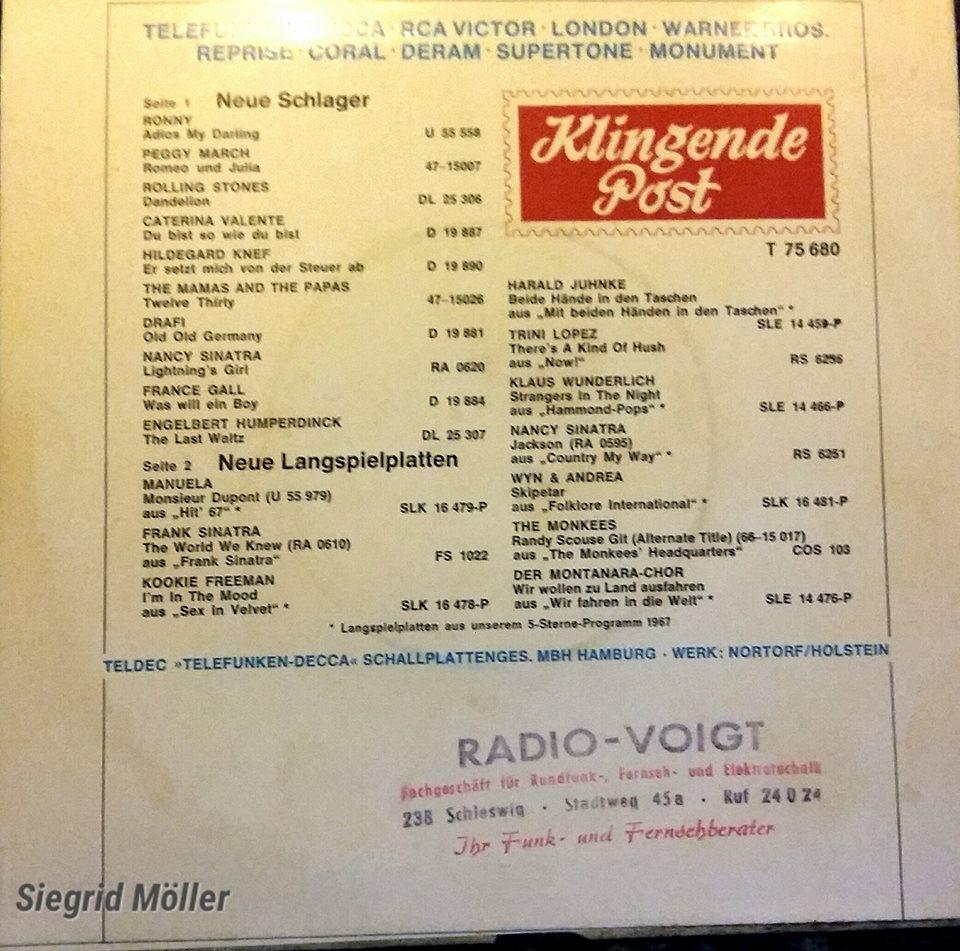 TELEFUNKEN-DECCA · RCA VICTOR · LONDON · WARNER BROS.
REPRISE · CORAL · DERAM · SUPERTONE · MONUMENT
Seite 1 Neue Schlager
RONNY
Adios My Darling U 55 558
PEGGY MARCH
Romeo und Julia 47-15007
ROLLING STONES
Dandelion DL 25 306
CATERINA VALENTE
Du bist so wie du bist D 19 887
HILDEGARD KNEF
Er setzt mich von der Steuer ab D 19 890
THE MAMAS AND THE PAPAS
Twelve Thirty 47-15026
DRAFI
Old Old Germany D 19 881
NANCY SINATRA
Lightning's Girl RA 0620
FRANCE GALL
Was will ein Boy D 19 884
ENGELBERT HUMPERDINCK
The Last Waltz DL 25 307
Seite 2 Neue Langspielplatten
MANUELA
Monsieur Dupont (U 55 979)
aus „Hit' 67“ * SLK 16 479-P
FRANK SINATRA
The World We Knew (RA 0610)
aus „Frank Sinatra“ FS 1022
KOOKIE FREEMAN
I'm In The Mood
aus „Sex in Velvet“ * SLK 16 478-P
Klingende
Post
T 75 680
HARALD JUHNKE
Beide Hände in den Taschen
aus „Mit beiden Händen in den Taschen“ *
SLE 14 459-P
TRINI LOPEZ
There's A Kind Of Hush
aus „Now!“ RS 6236
KLAUS WUNDERLICH
Strangers In The Night
aus „Hammond-Pops“ * SLE 14 466-P
NANCY SINATRA
Jackson (RA 0595)
aus „Country My Way“ * RS 6251
WYN & ANDREA
Skipetar
aus „Folklore International“ * SLK 16 481-P
THE MONKEES
Randy Scouse Git (Alternate Title) (66-15 017)
aus „The Monkees' Headquarters“ COS 103
DER MONTANARA-CHOR
Wir wollen zu Land ausfahren
aus „Wir fahren in die Welt“ * SLE 14 476-P
* Langspielplatten aus unserem 5-Sterne-Programm 1967
TELDEC »TELEFUNKEN-DECCA« SCHALLPLATTENGES. MBH HAMBURG · WERK: NORTORF/HOLSTEIN
RADIO-VOIGT
Fachgeschäft für Rundfunk-, Fernseh- und Elektrotechnik
238 Schleswig · Stadtweg 45a · Ruf 24 0 24
Ihr Funk- und Fernsehberater
Siegrid Möller